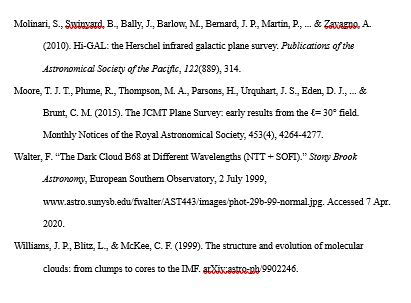 Molinari, S., Swinyard, B., Bally, J., Barlow, M., Bernard, J. P., Martin, P., ... & Zavagno, A.
(2010). Hi-GAL: the Herschel infrared galactic plane survey. Publications of the
Astronomical Society of the Pacific, 122(889), 314.
Moore, T. J. T., Plume, R., Thompson, M. A., Parsons, H., Urquhart, J. S., Eden, D. J., ... &
Brunt, C. M. (2015). The JCMT Plane Survey: early results from the ℓ= 30° field.
Monthly Notices of the Royal Astronomical Society, 453(4), 4264-4277.
Walter, F. “The Dark Cloud B68 at Different Wavelengths (NTT + SOFI).” Stony Brook
Astronomy, European Southern Observatory, 2 July 1999,
www.astro.sunysb.edu/fwalter/AST443/images/phot-29b-99-normal.jpg. Accessed 7 Apr.
2020.
Williams, J. P., Blitz, L., & McKee, C. F. (1999). The structure and evolution of molecular
clouds: from clumps to cores to the IMF. arXiv:astro-ph/9902246.